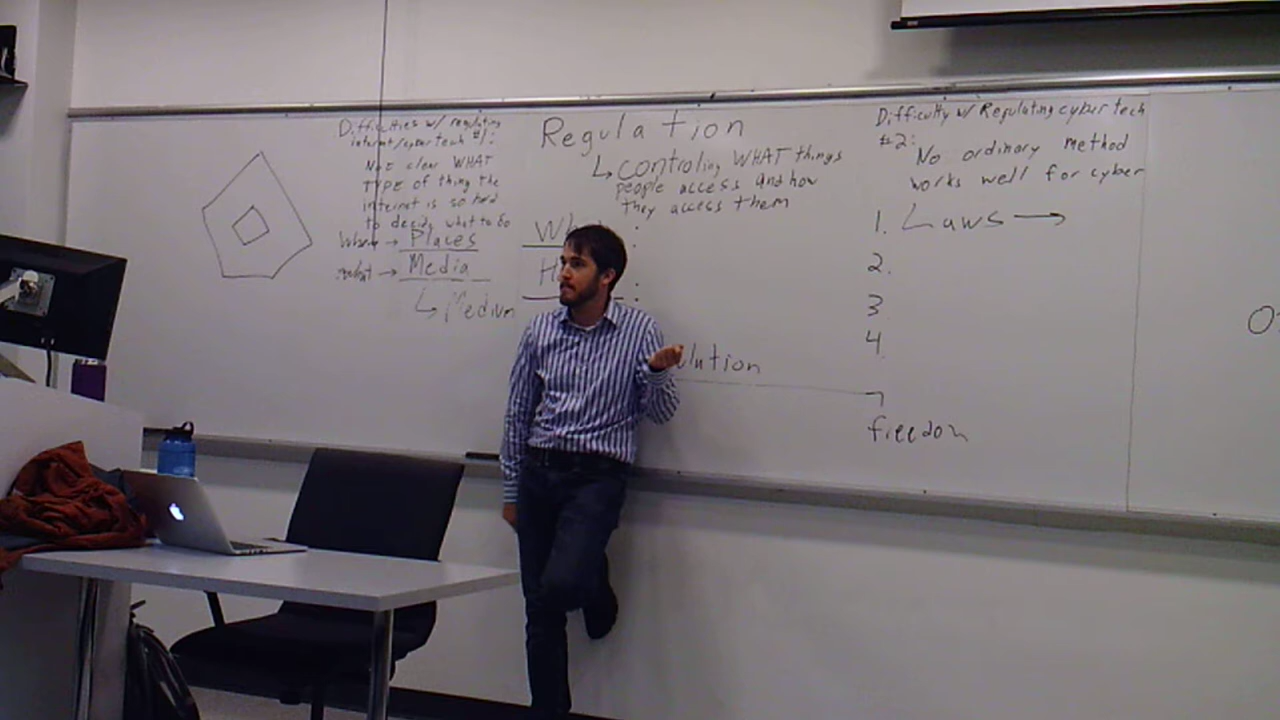 Difficulties w/ regulating
internet/cyber tech #1:
Not clear WHAT
TYPE of thing the
internet is so hard
to decide what to do
Where → Places
What → Media
↳ Medium
Regulation
↳ controling WHAT things
people access and how
they access them
Wh :
H :
lution
freedom
Difficulty w/ Regulating cyber tech
#2: No ordinary method
works well for cyber
1. Laws →
2.
3
4.